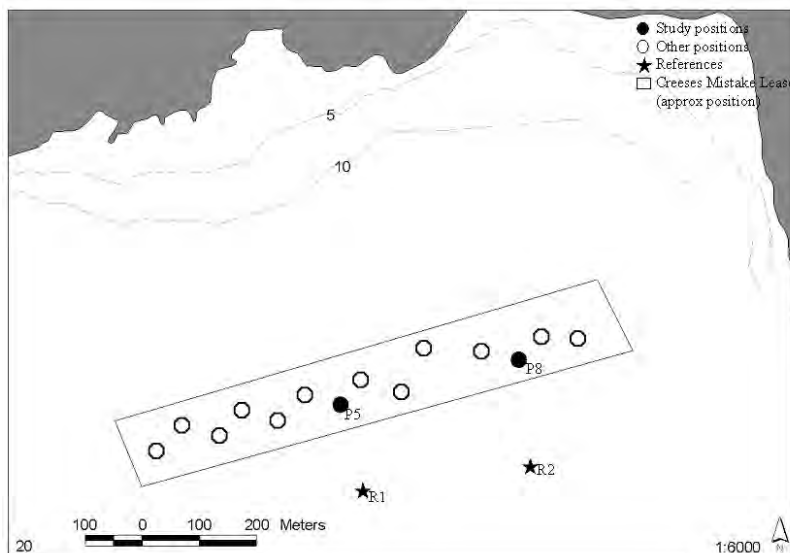 Study positions
Other positions
References
Creeses Mistake Lease
(approx position)
5
10
P8
P5
R2
R1
100 0 100 200 Meters
20
1:6000
N